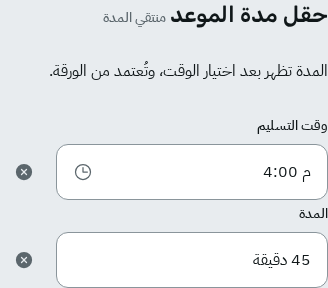 حقل مدة الموعد منتقي المدة
المدة تظهر بعد اختيار الوقت، وتُعتمد من الورقة.
وقت التسليم
4:00 م
المدة
45 دقيقة